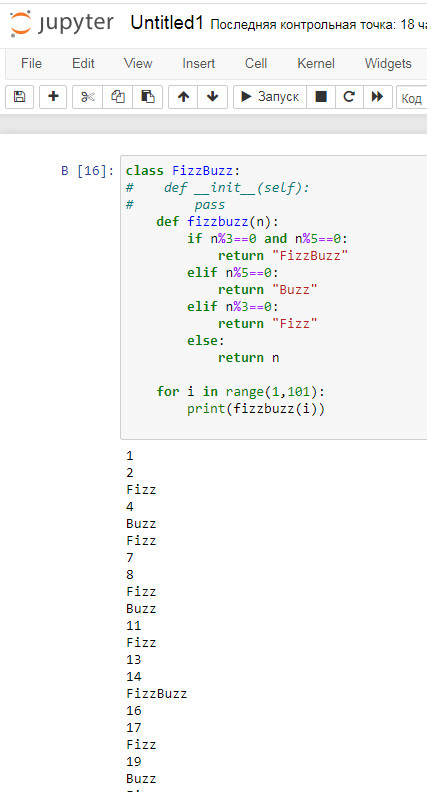 jupyter Untitled1 Последняя контрольная точка: 18
File Edit View Insert Cell Kernel Widgets
Запуск Код
В [16]:
class FizzBuzz:
#    def __init__(self):
#        pass
    def fizzbuzz(n):
        if n%3==0 and n%5==0:
            return "FizzBuzz"
        elif n%5==0:
            return "Buzz"
        elif n%3==0:
            return "Fizz"
        else:
            return n

    for i in range(1,101):
        print(fizzbuzz(i))
1
2
Fizz
4
Buzz
Fizz
7
8
Fizz
Buzz
11
Fizz
13
14
FizzBuzz
16
17
Fizz
19
Buzz